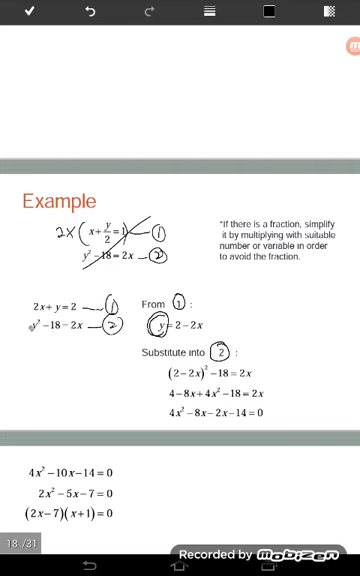 Example
2x (x + y/2 = 1) — 1
y² − 18 = 2x — 2
*If there is a fraction, simplify
it by multiplying with suitable
number or variable in order
to avoid the fraction.
2x + y = 2 — 1
y² − 18 − 2x — 2
From 1 :
y = 2 − 2x
Substitute into 2 :
(2 − 2x)² − 18 = 2x
4 − 8x + 4x² − 18 = 2x
4x² − 8x − 2x − 14 = 0
4x² − 10x − 14 = 0
2x² − 5x − 7 = 0
(2x − 7)(x + 1) = 0
18 /31
Recorded by Mobizen